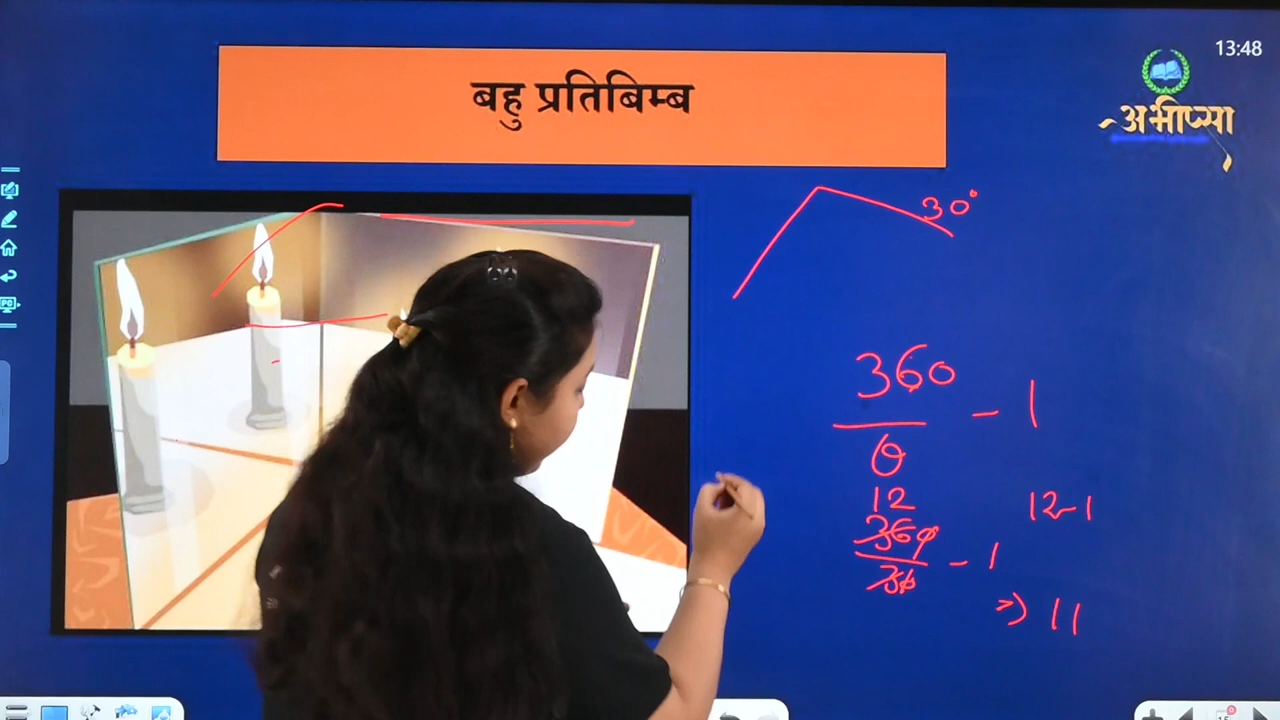 13:48
बहु प्रतिबिम्ब
अभीप्सा
30°
360
— - 1
θ
12
360
— - 1
30
12-1
⇒ 11